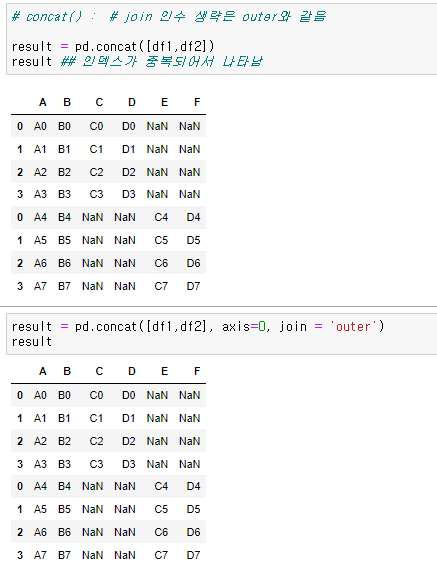 # concat() :  # join 인수 생략은 outer와 같음
result = pd.concat([df1,df2])
result ## 인덱스가 중복되어서 나타남
A B C D E F
0 A0 B0 C0 D0 NaN NaN
1 A1 B1 C1 D1 NaN NaN
2 A2 B2 C2 D2 NaN NaN
3 A3 B3 C3 D3 NaN NaN
0 A4 B4 NaN NaN C4 D4
1 A5 B5 NaN NaN C5 D5
2 A6 B6 NaN NaN C6 D6
3 A7 B7 NaN NaN C7 D7
result = pd.concat([df1,df2], axis=0, join = 'outer')
result
A B C D E F
0 A0 B0 C0 D0 NaN NaN
1 A1 B1 C1 D1 NaN NaN
2 A2 B2 C2 D2 NaN NaN
3 A3 B3 C3 D3 NaN NaN
0 A4 B4 NaN NaN C4 D4
1 A5 B5 NaN NaN C5 D5
2 A6 B6 NaN NaN C6 D6
3 A7 B7 NaN NaN C7 D7